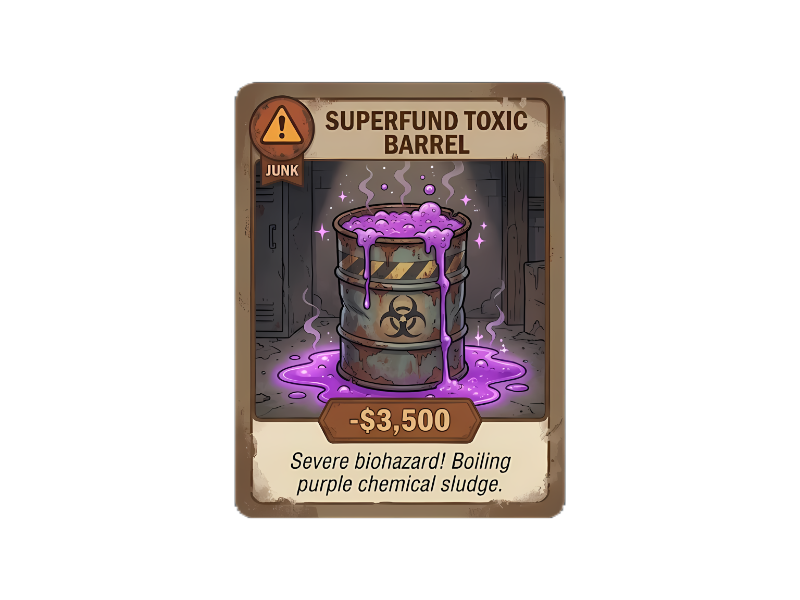 SUPERFUND TOXIC
BARREL
JUNK
-$3,500
Severe biohazard! Boiling
purple chemical sludge.